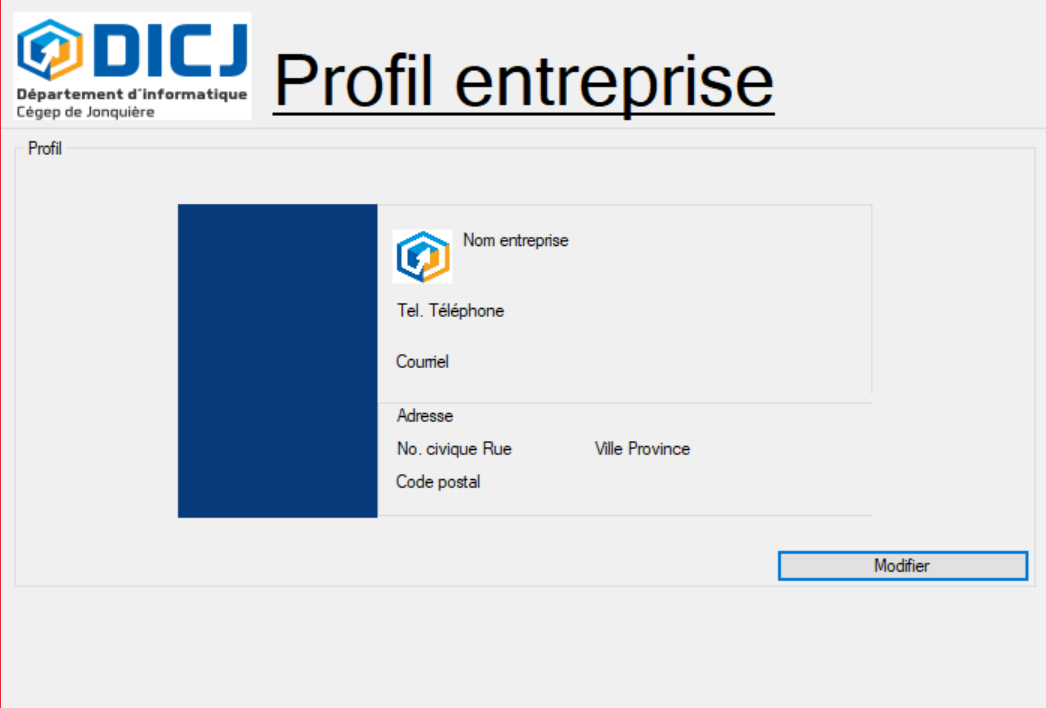 DICJ
Département d'informatique
Cégep de Jonquière
Profil entreprise
Profil
Nom entreprise
Tel. Téléphone
Courriel
Adresse
No. civique Rue Ville Province
Code postal
Modifier